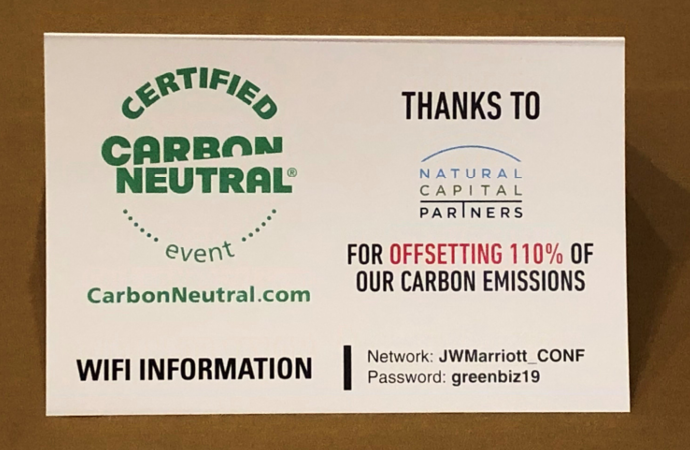 CERTIFIED
CARBON
NEUTRAL®
event
CarbonNeutral.com
THANKS TO
NATURAL
CAPITAL
PARTNERS
FOR OFFSETTING 110% OF
OUR CARBON EMISSIONS
WIFI INFORMATION
Network: JWMarriott_CONF
Password: greenbiz19